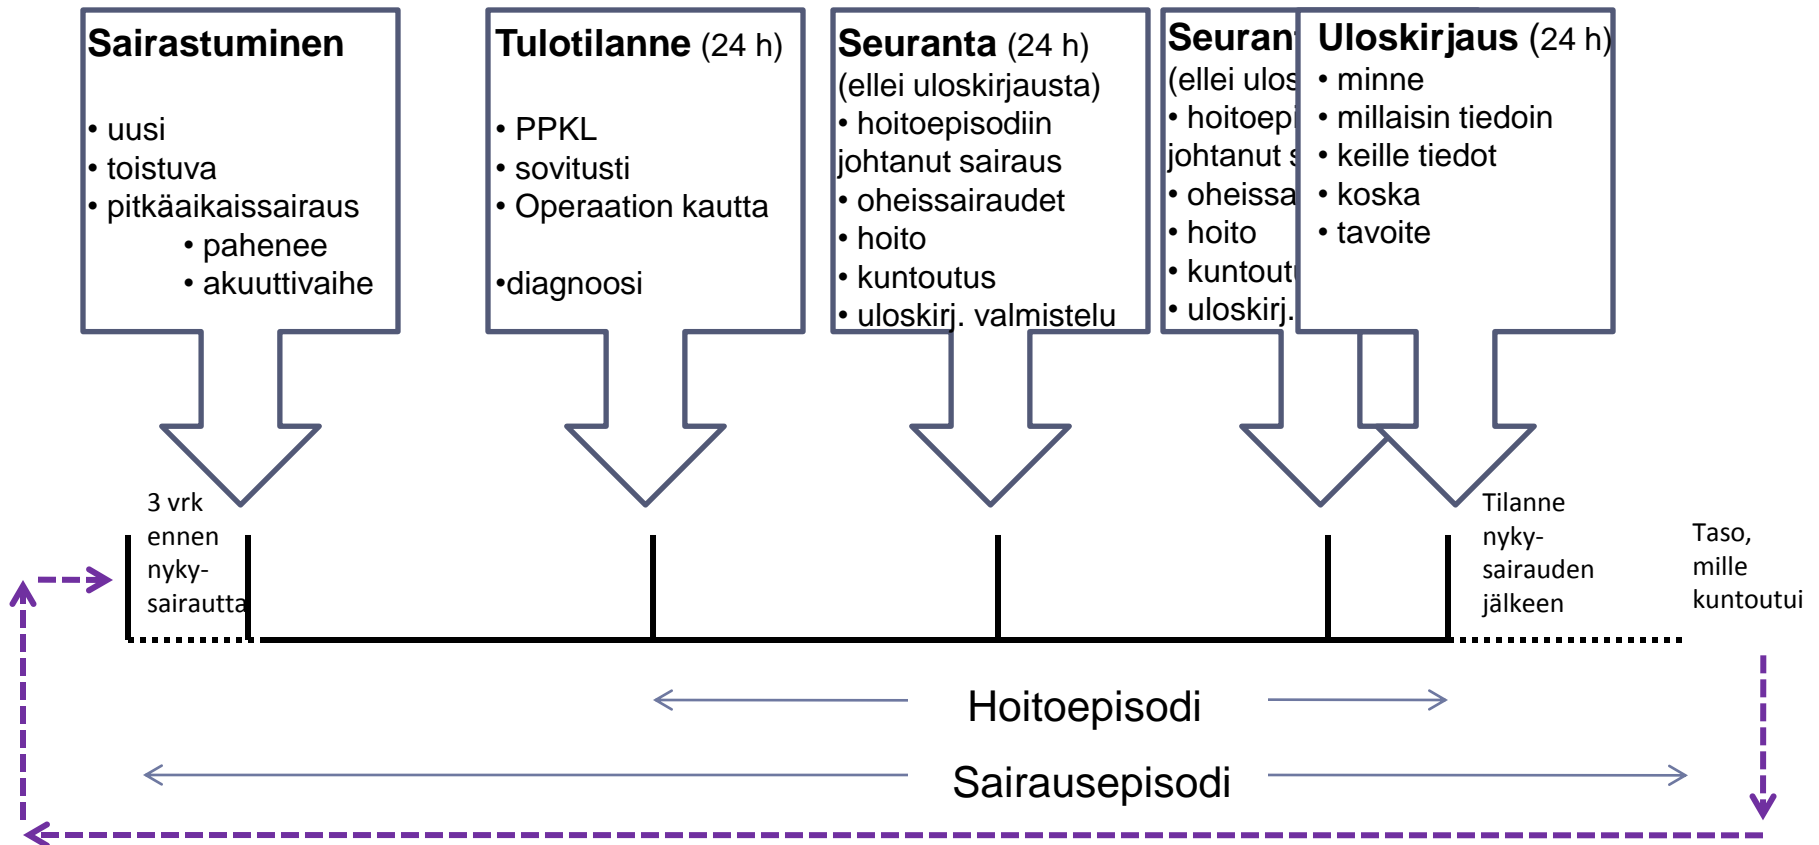 Sairastuminen
• uusi
• toistuva
• pitkäaikaissairaus
• pahenee
• akuuttivaihe
Tulotilanne (24 h)
• PPKL
• sovitusti
• Operaation kautta
•diagnoosi
Seuranta (24 h)
(ellei uloskirjausta)
• hoitoepisodiin
johtanut sairaus
• oheissairaudet
• hoito
• kuntoutus
• uloskirj. valmistelu
Seuran
(ellei ulos
• hoitoepi
johtanut s
• oheissa
• hoito
• kuntout
• uloskirj.
Uloskirjaus (24 h)
• minne
• millaisin tiedoin
• keille tiedot
• koska
• tavoite
3 vrk
ennen
nyky-
sairautta
Tilanne
nyky-
sairauden
jälkeen
Taso,
mille
kuntoutui
Hoitoepisodi
Sairausepisodi